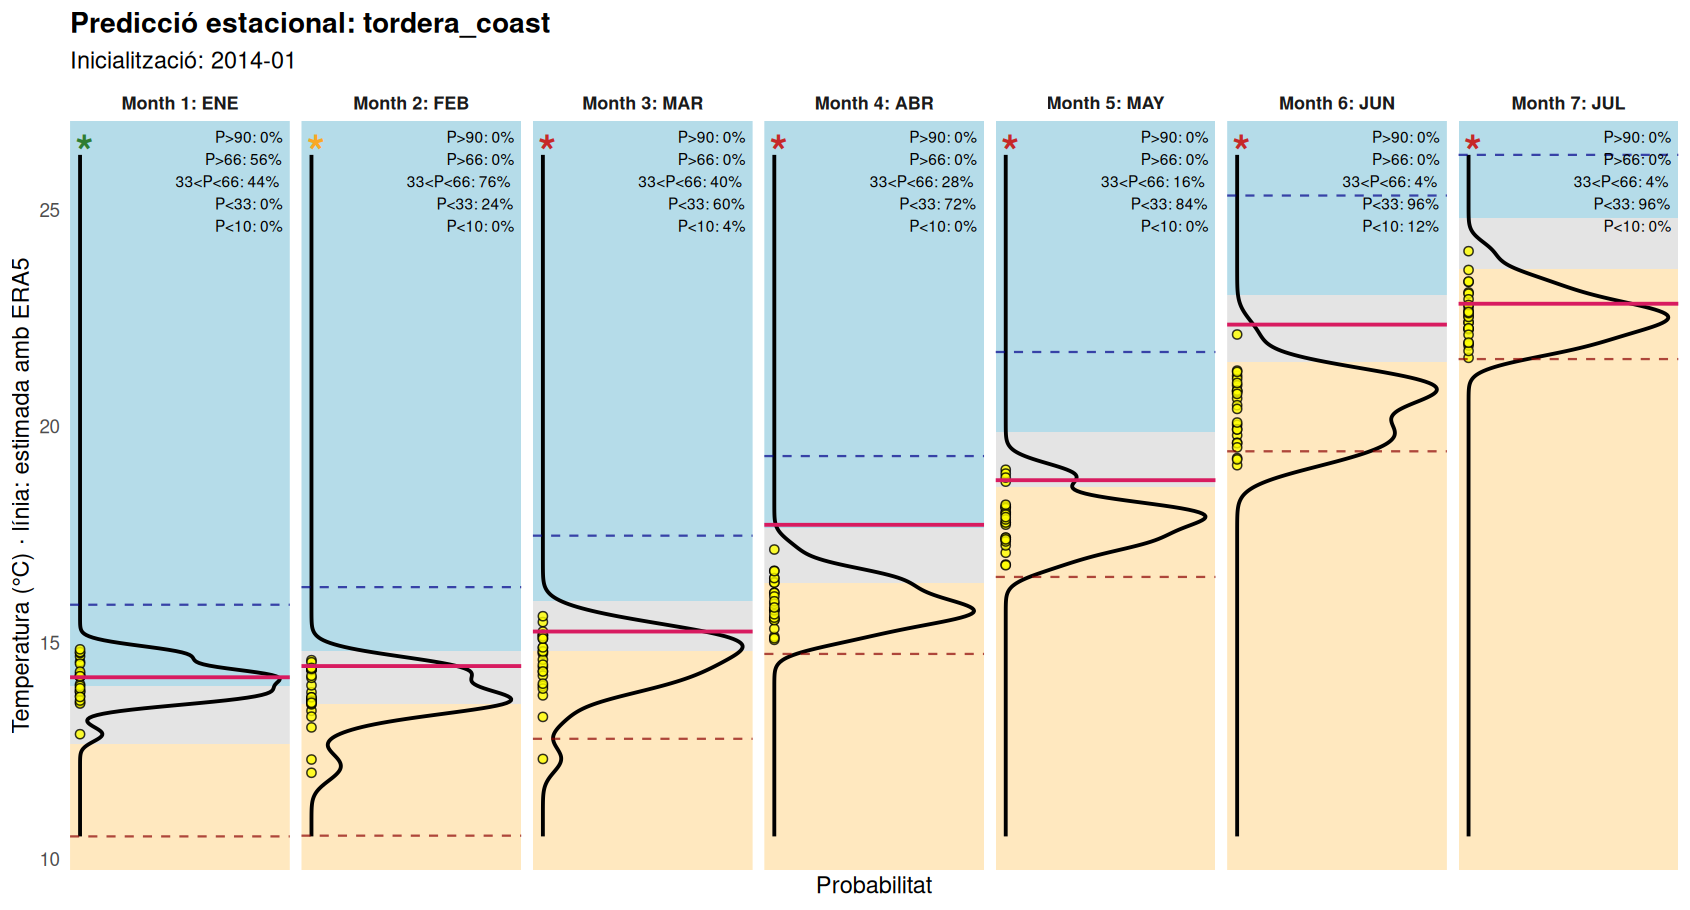 Predicció estacional: tordera_coast
Inicialització: 2014-01
Month 1: ENE
P>90: 0%
P>66: 56%
33<P<66: 44%
P<33: 0%
P<10: 0%
Month 2: FEB
P>90: 0%
P>66: 0%
33<P<66: 76%
P<33: 24%
P<10: 0%
Month 3: MAR
P>90: 0%
P>66: 0%
33<P<66: 40%
P<33: 60%
P<10: 4%
Month 4: ABR
P>90: 0%
P>66: 0%
33<P<66: 28%
P<33: 72%
P<10: 0%
Month 5: MAY
P>90: 0%
P>66: 0%
33<P<66: 16%
P<33: 84%
P<10: 0%
Month 6: JUN
P>90: 0%
P>66: 0%
33<P<66: 4%
P<33: 96%
P<10: 12%
Month 7: JUL
P>90: 0%
P>66: 0%
33<P<66: 4%
P<33: 96%
P<10: 0%
Temperatura (°C) · línia: estimada amb ERA5
25
20
15
10
Probabilitat